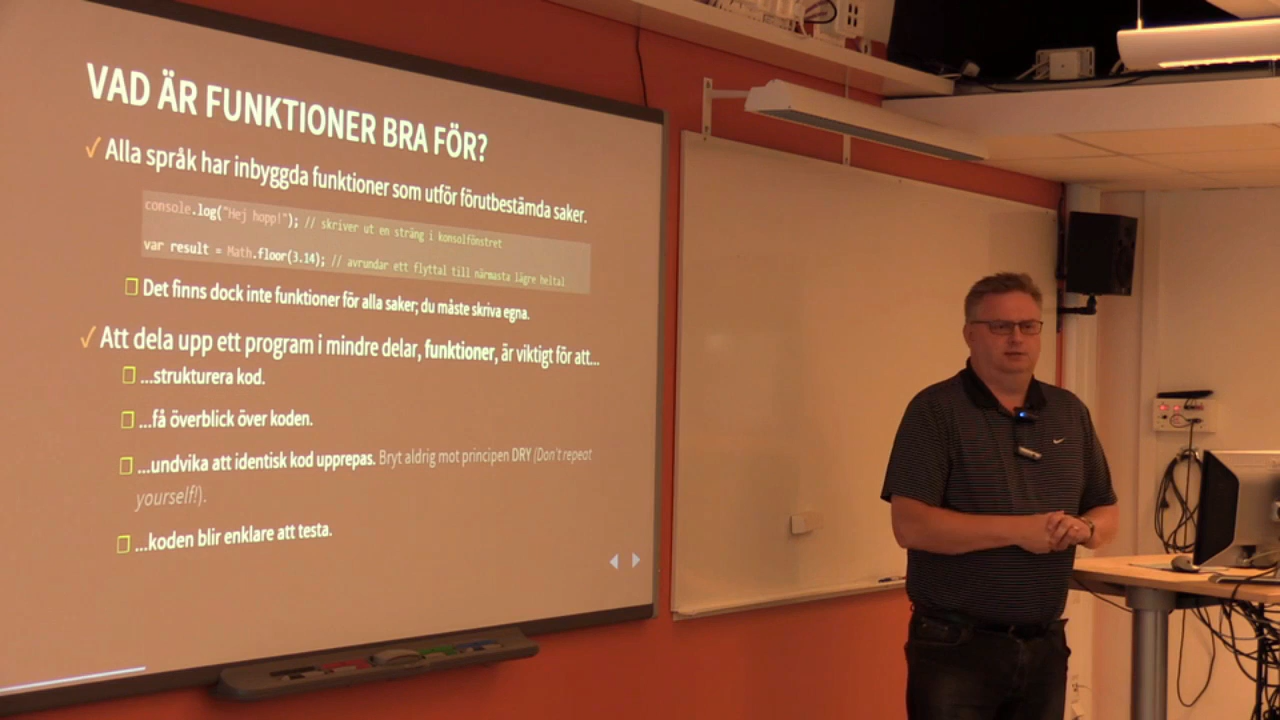 VAD ÄR FUNKTIONER BRA FÖR?
✓ Alla språk har inbyggda funktioner som utför förutbestämda saker.
console.log("Hej hopp!"); // skriver ut en sträng i konsolfönstret
var result = Math.floor(3.14); // avrundar ett flyttal till närmasta lägre heltal
Det finns dock inte funktioner för alla saker; du måste skriva egna.
✓ Att dela upp ett program i mindre delar, funktioner, är viktigt för att...
...strukturera kod.
...få överblick över koden.
...undvika att identisk kod upprepas. Bryt aldrig mot principen DRY (Don't repeat
yourself!).
...koden blir enklare att testa.